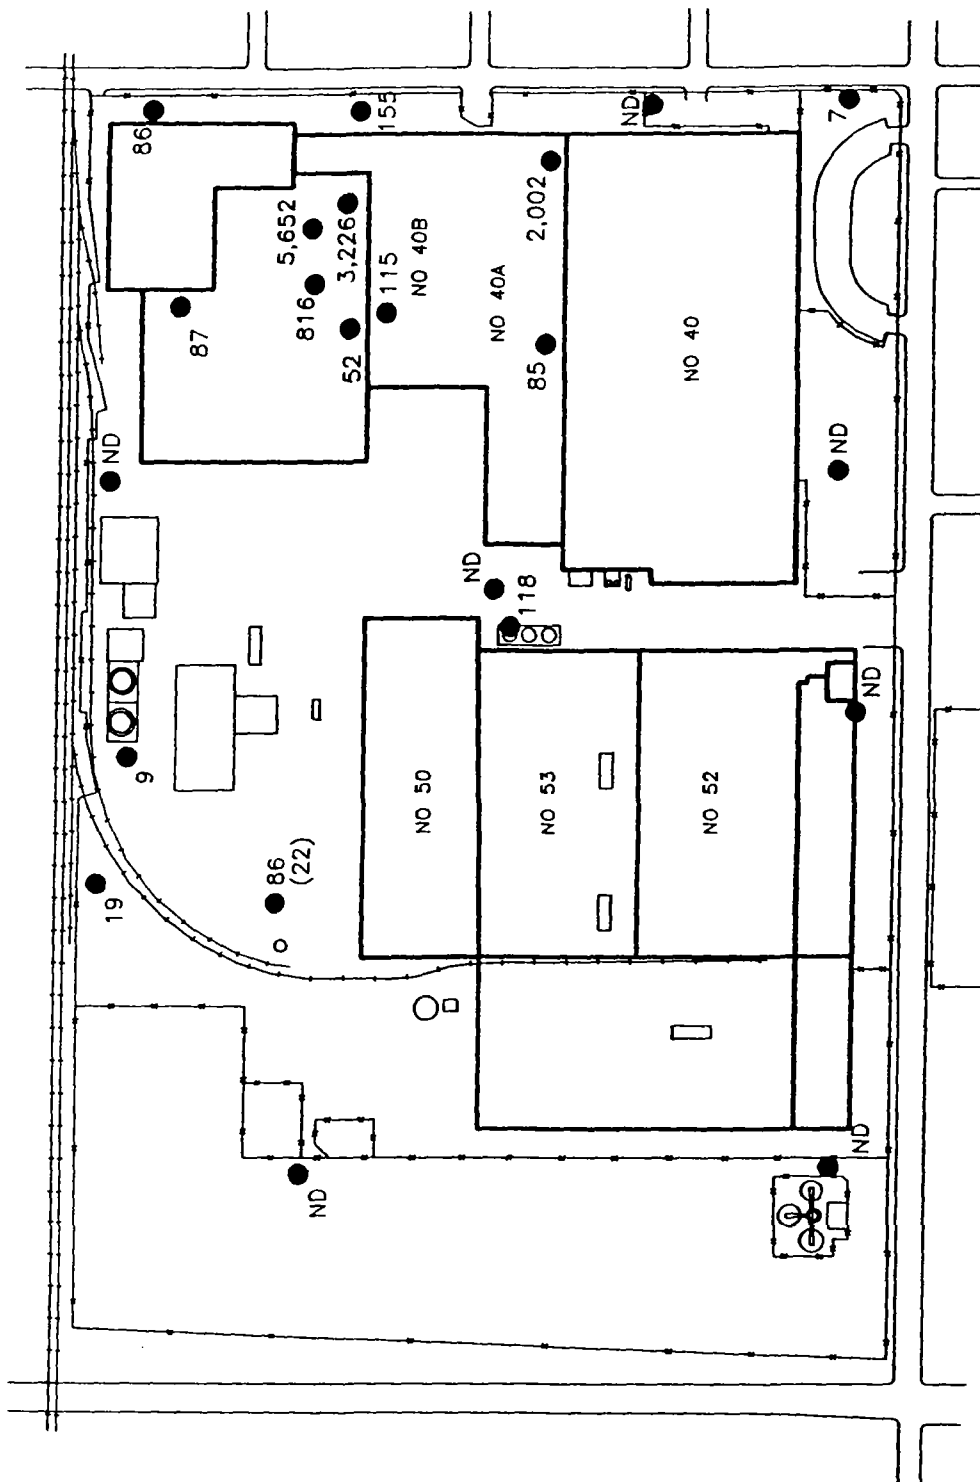 86
155
ND
7
5,652
3,226
2,002
816
115
NO 40B
87
52
NO 40A
85
NO 40
ND
ND
ND
118
ND
9
NO 50
NO 53
NO 52
19
86
(22)
ND
ND